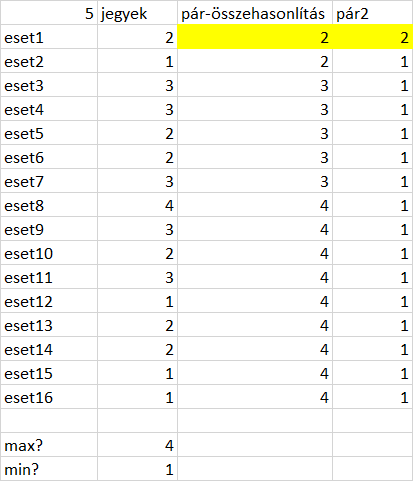 5 jegyek pár-összehasonlítás pár2
eset1 2 2 2
eset2 1 2 1
eset3 3 3 1
eset4 3 3 1
eset5 2 3 1
eset6 2 3 1
eset7 3 3 1
eset8 4 4 1
eset9 3 4 1
eset10 2 4 1
eset11 3 4 1
eset12 1 4 1
eset13 2 4 1
eset14 2 4 1
eset15 1 4 1
eset16 1 4 1
max? 4
min? 1